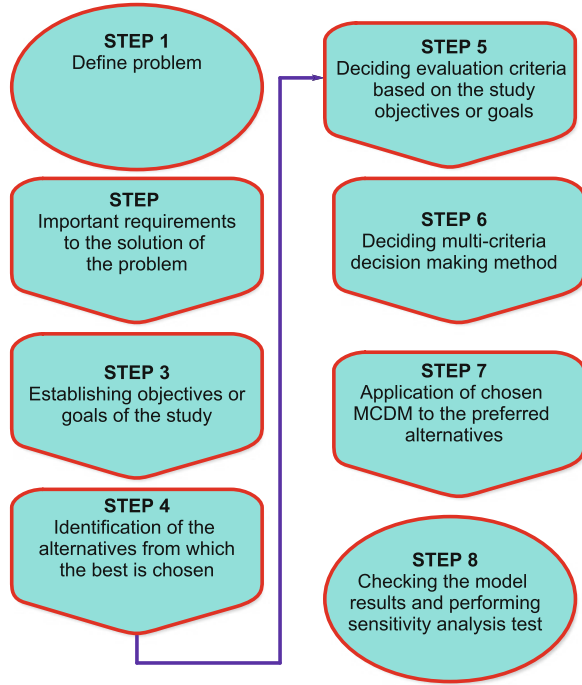 STEP 1
Define problem
STEP
Important requirements
to the solution of
the problem
STEP 3
Establishing objectives or
goals of the study
STEP 4
Identification of the
alternatives from which
the best is chosen
STEP 5
Deciding evaluation criteria
based on the study
objectives or goals
STEP 6
Deciding multi-criteria
decision making method
STEP 7
Application of chosen
MCDM to the preferred
alternatives
STEP 8
Checking the model
results and performing
sensitivity analysis test